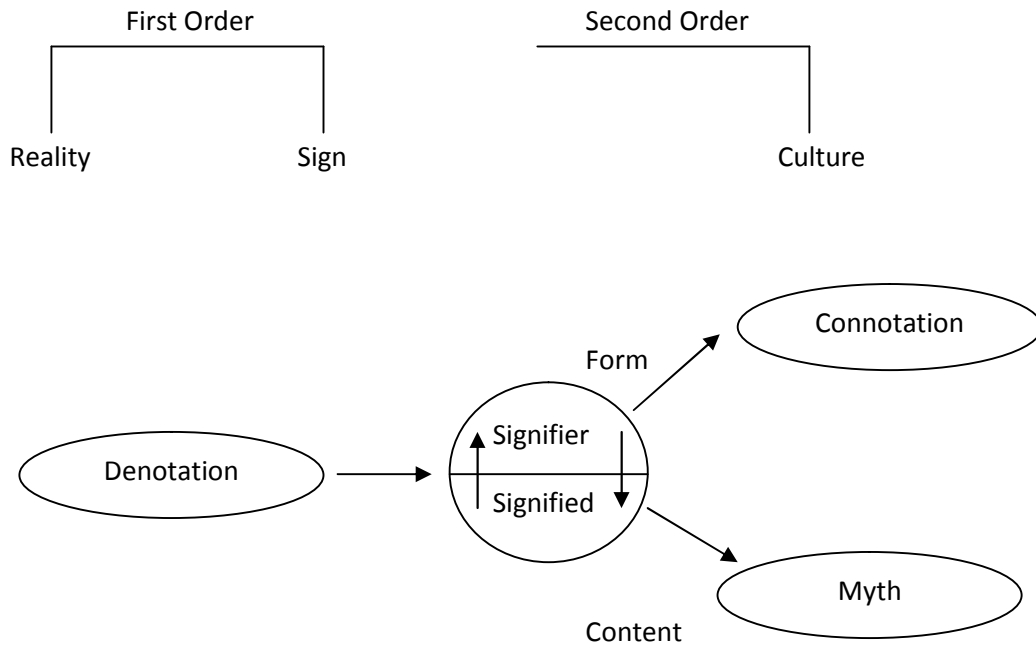 First Order
Second Order
Reality
Sign
Culture
Connotation
Form
Signifier
Denotation
Signified
Myth
Content